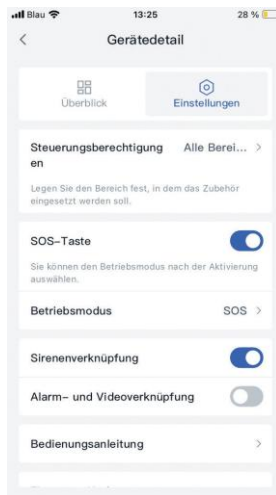 Blau 13:25 28 %
Gerätedetail
Überblick Einstellungen
Steuerungsberechtigung Alle Berei... >
en
Legen Sie den Bereich fest, in dem das Zubehör
eingesetzt werden soll.
SOS-Taste
Sie können den Betriebsmodus nach der Aktivierung
auswählen.
Betriebsmodus SOS >
Sirenenverknüpfung
Alarm- und Videoverknüpfung
Bedienungsanleitung >